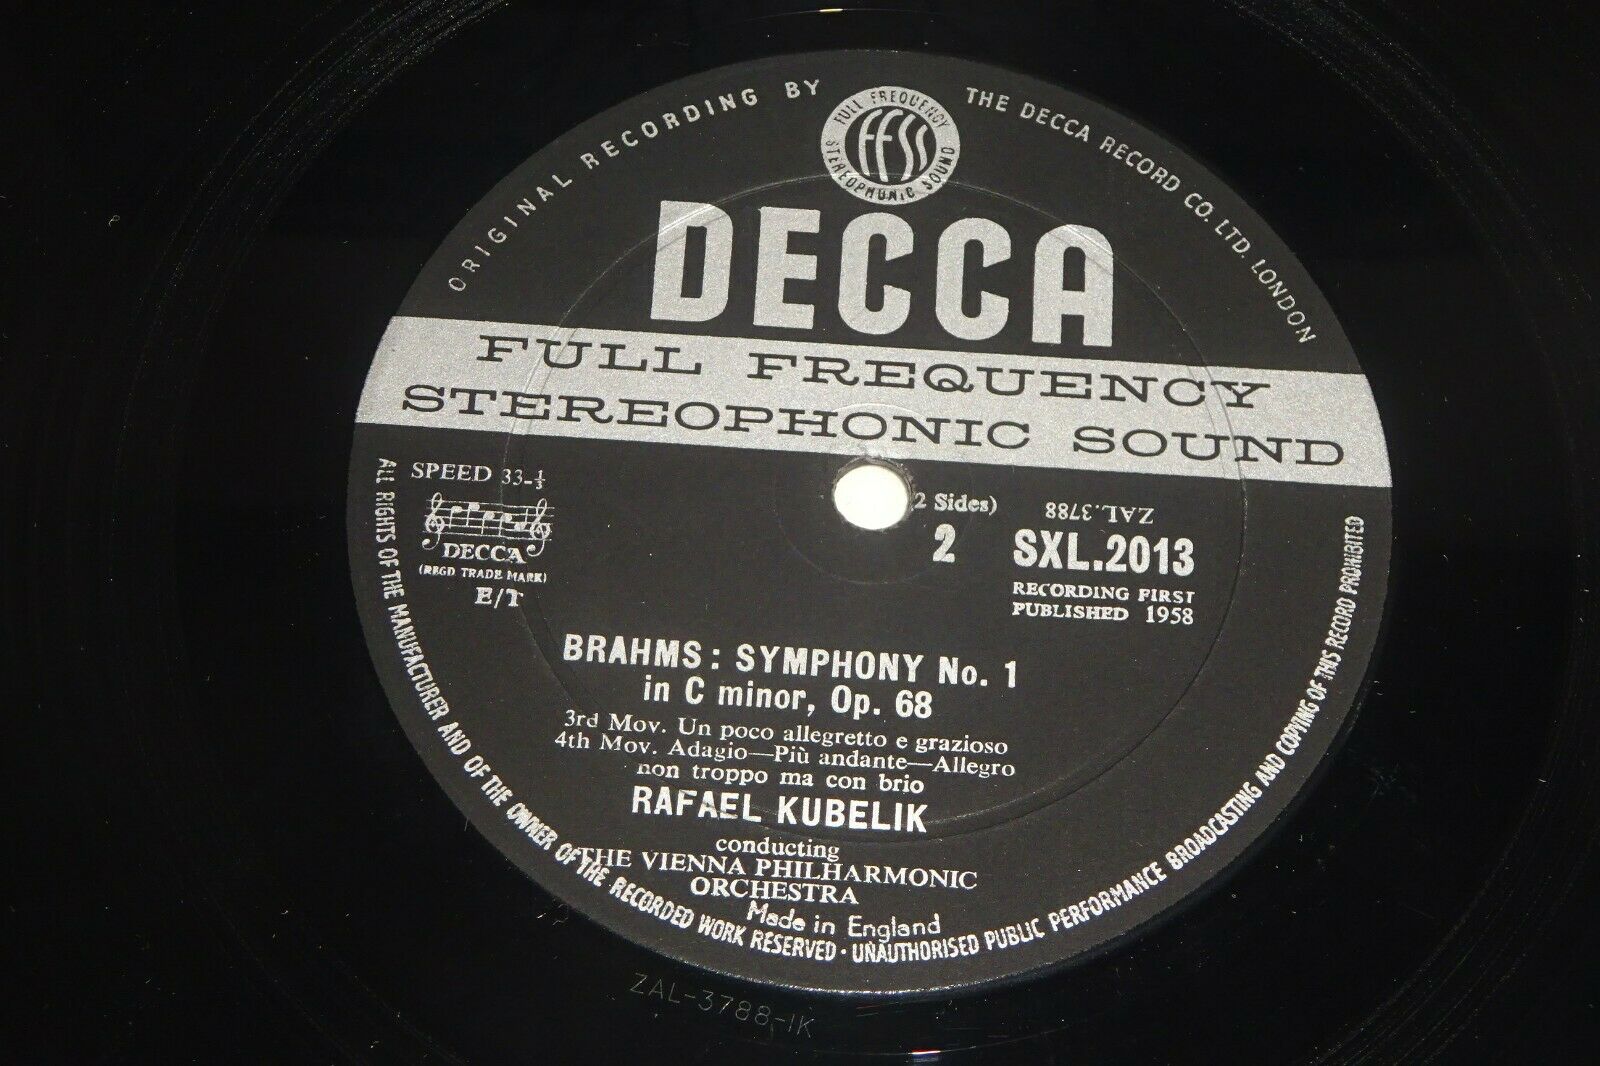 ORIGINAL RECORDING BY THE DECCA RECORD CO. LTD. LONDON
FULL FREQUENCY
FFSS
STEREOPHONIC SOUND
DECCA
FULL FREQUENCY
STEREOPHONIC SOUND
SPEED 33-⅓
DECCA
(REGD TRADE MARK)
E/T
2 Sides)
2
ZAL.3788
SXL.2013
RECORDING FIRST
PUBLISHED 1958
BRAHMS : SYMPHONY No. 1
in C minor, Op. 68
3rd Mov. Un poco allegretto e grazioso
4th Mov. Adagio—Più andante—Allegro
non troppo ma con brio
RAFAEL KUBELIK
conducting
THE VIENNA PHILHARMONIC
ORCHESTRA
Made in England
ALL RIGHTS OF THE MANUFACTURER AND OF THE OWNER OF THE RECORDED WORK RESERVED · UNAUTHORISED PUBLIC PERFORMANCE BROADCASTING AND COPYING OF THIS RECORD PROHIBITED
ZAL-3788-1K